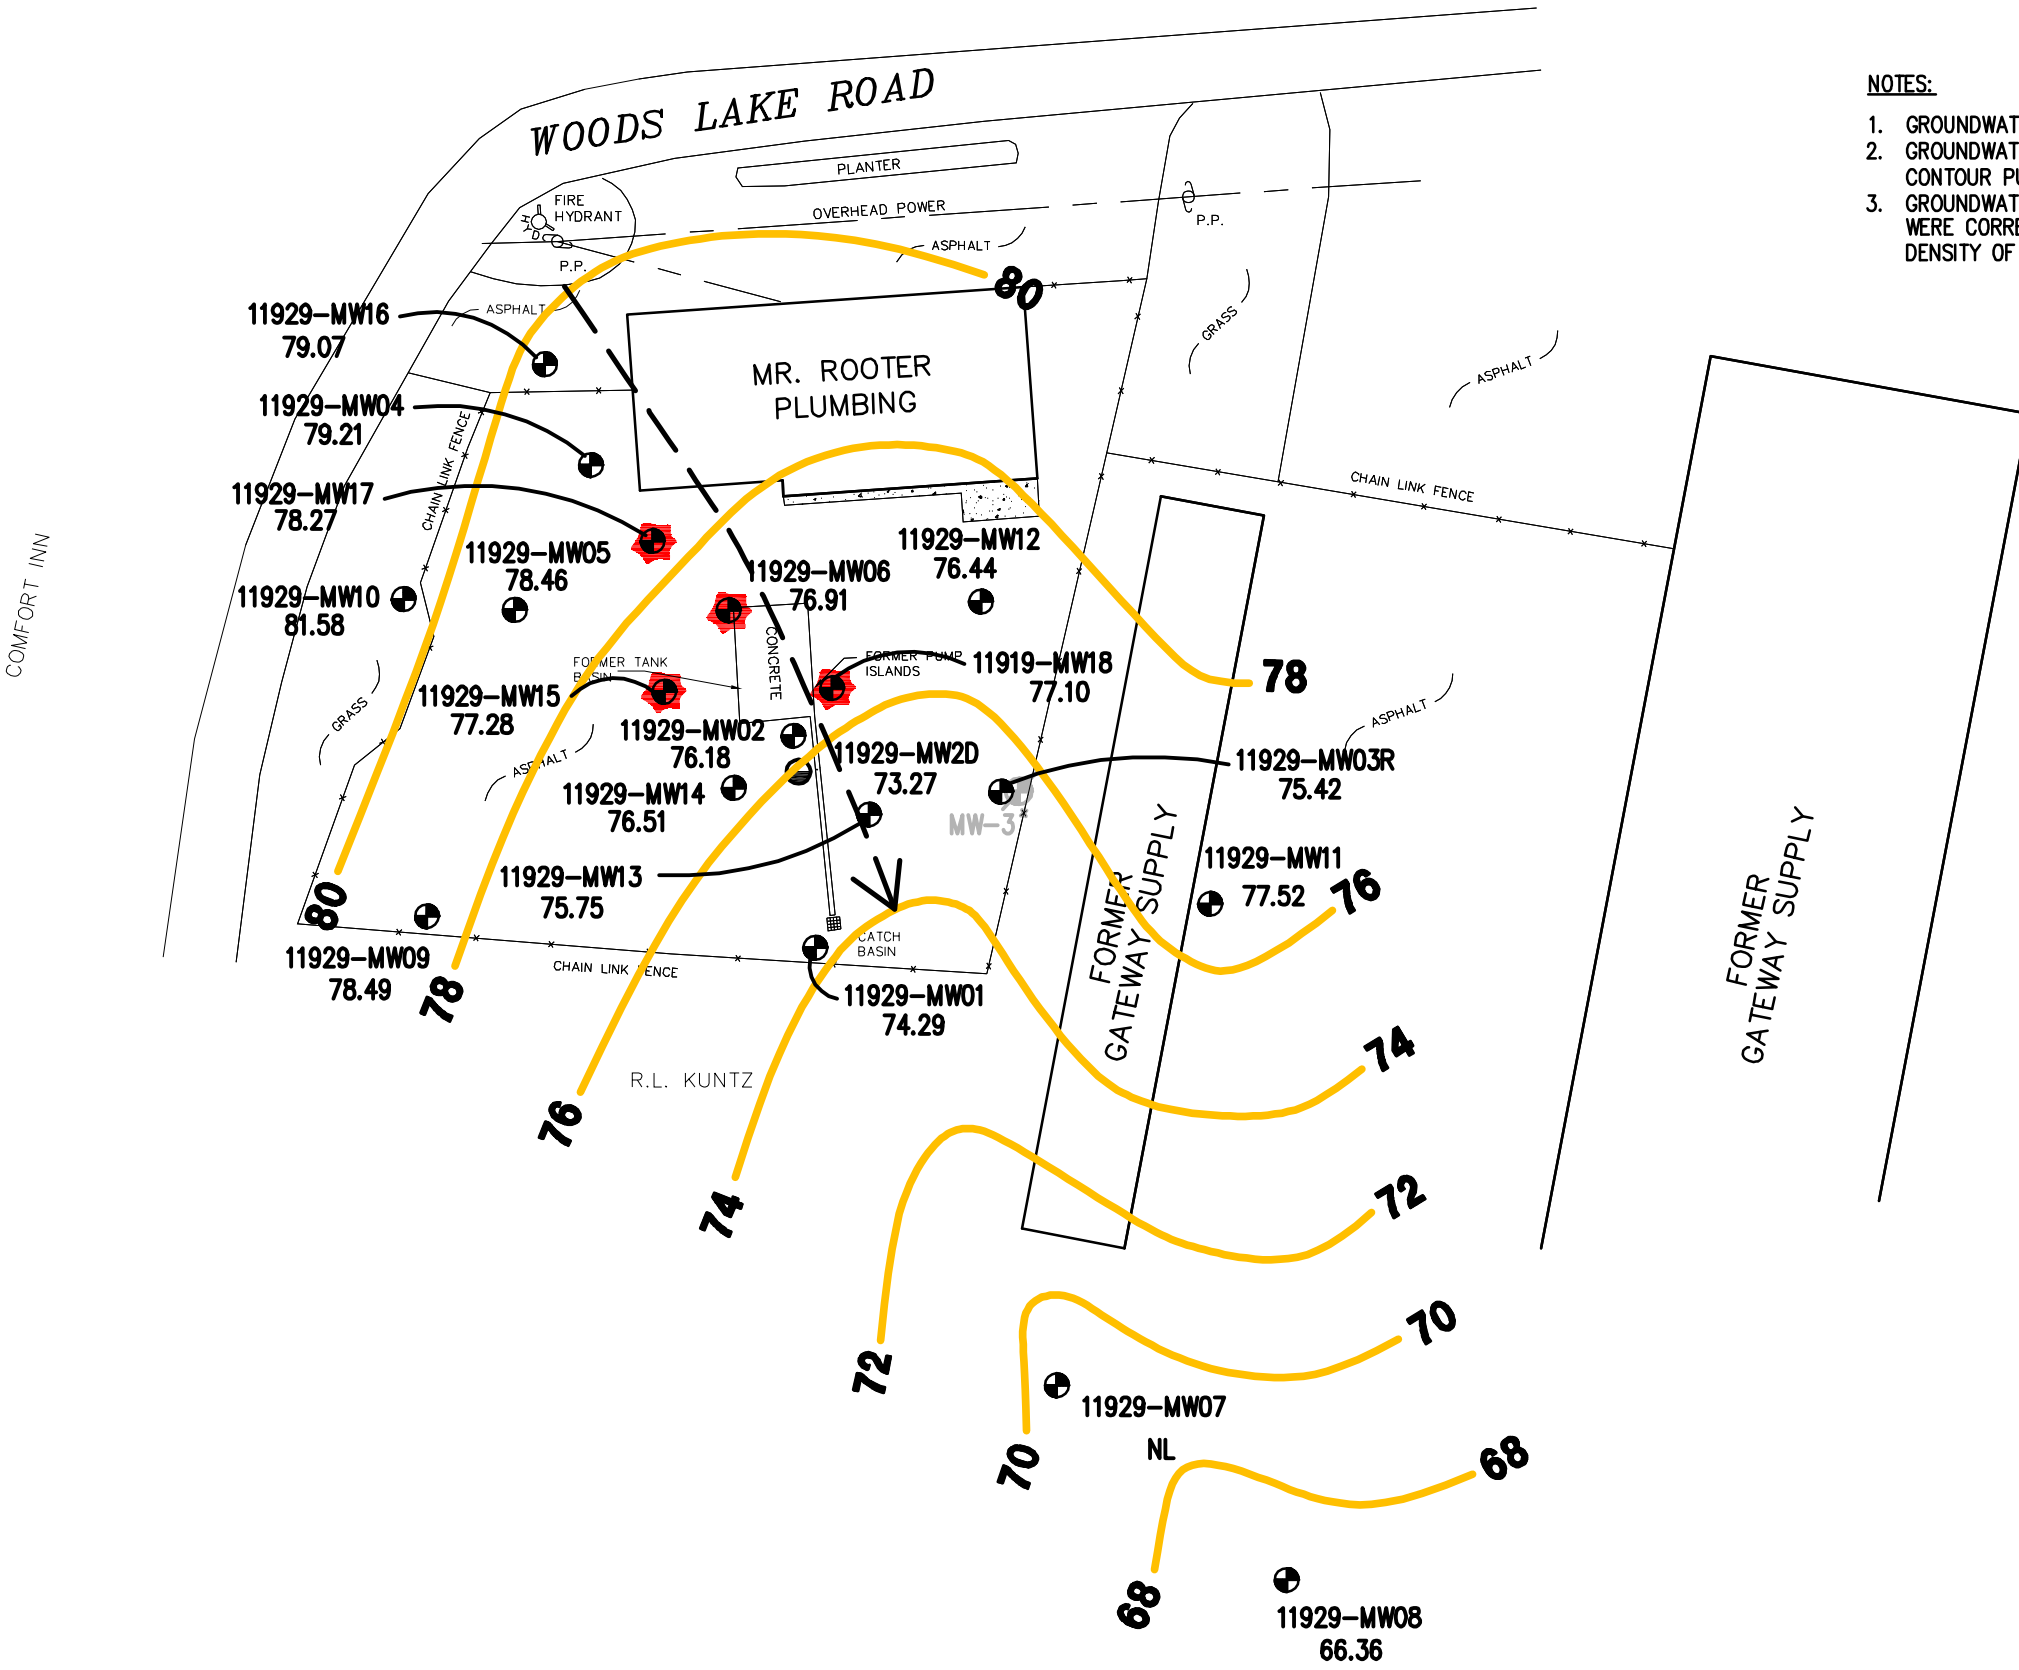 WOODS LAKE ROAD
NOTES:
1. GROUNDWAT
2. GROUNDWAT
CONTOUR PU
3. GROUNDWAT
WERE CORRE
DENSITY OF
PLANTER
FIRE
HYDRANT
HYD
OVERHEAD POWER
P.P.
ASPHALT
P.P.
80
ASPHALT
GRASS
11929-MW16
79.07
MR. ROOTER
PLUMBING
ASPHALT
11929-MW04
79.21
CHAIN LINK FENCE
CHAIN LINK FENCE
11929-MW17
78.27
11929-MW05
78.46
11929-MW12
76.44
11929-MW06
76.91
COMFORT INN
11929-MW10
81.58
CONCRETE
FORMER TANK
BASIN
FORMER PUMP
ISLANDS
11919-MW18
77.10
78
GRASS
11929-MW15
77.28
11929-MW02
76.18
ASPHALT
ASPHALT
11929-MW2D
73.27
11929-MW03R
75.42
11929-MW14
76.51
MW-3
11929-MW13
75.75
11929-MW11
77.52
76
80
FORMER
GATEWAY SUPPLY
FORMER
GATEWAY SUPPLY
CATCH
BASIN
11929-MW09
78.49
CHAIN LINK FENCE
78
11929-MW01
74.29
74
R.L. KUNTZ
76
74
72
72
70
11929-MW07
NL
70
68
68
11929-MW08
66.36